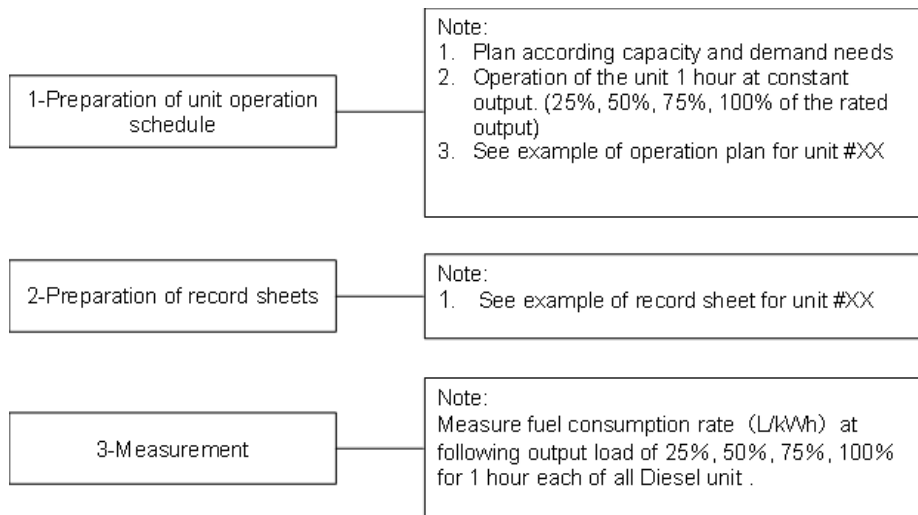 1-Preparation of unit operation
schedule
Note:
1. Plan according capacity and demand needs
2. Operation of the unit 1 hour at constant
output. (25%, 50%, 75%, 100% of the rated
output)
3. See example of operation plan for unit #XX
2-Preparation of record sheets
Note:
1. See example of record sheet for unit #XX
3-Measurement
Note:
Measure fuel consumption rate （L/kWh）at
following output load of 25%, 50%, 75%, 100%
for 1 hour each of all Diesel unit .